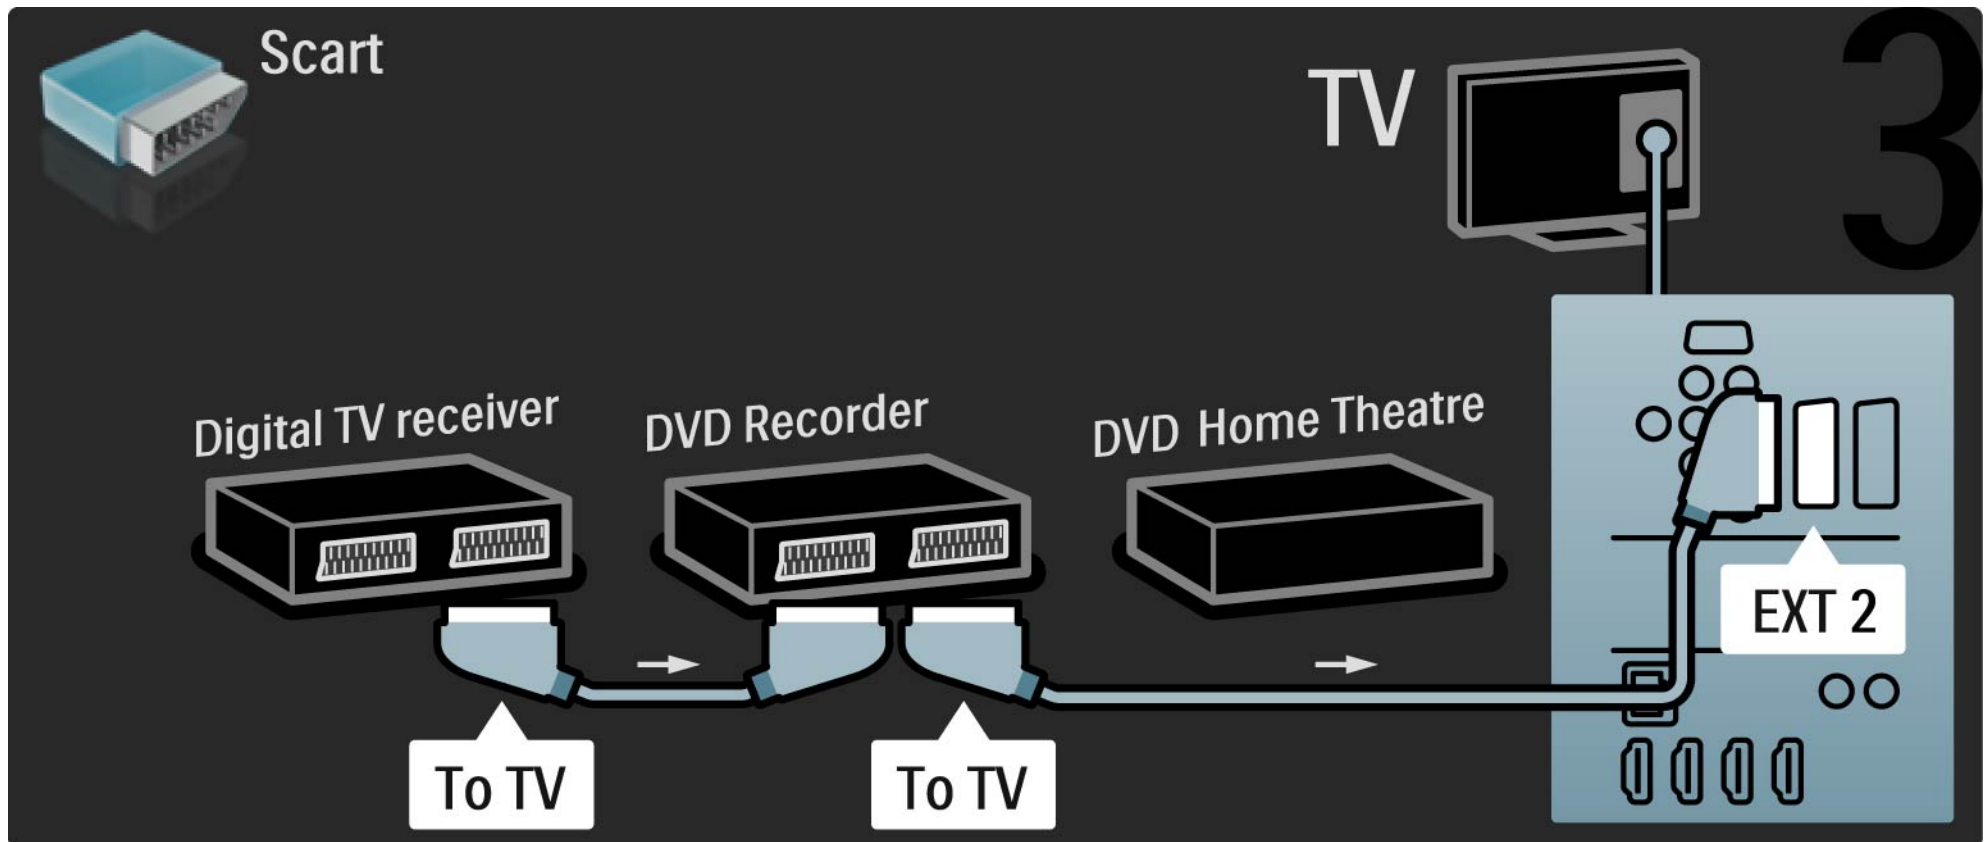 Scart
TV
3
Digital TV receiver
DVD Recorder
DVD Home Theatre
EXT 2
To TV
To TV